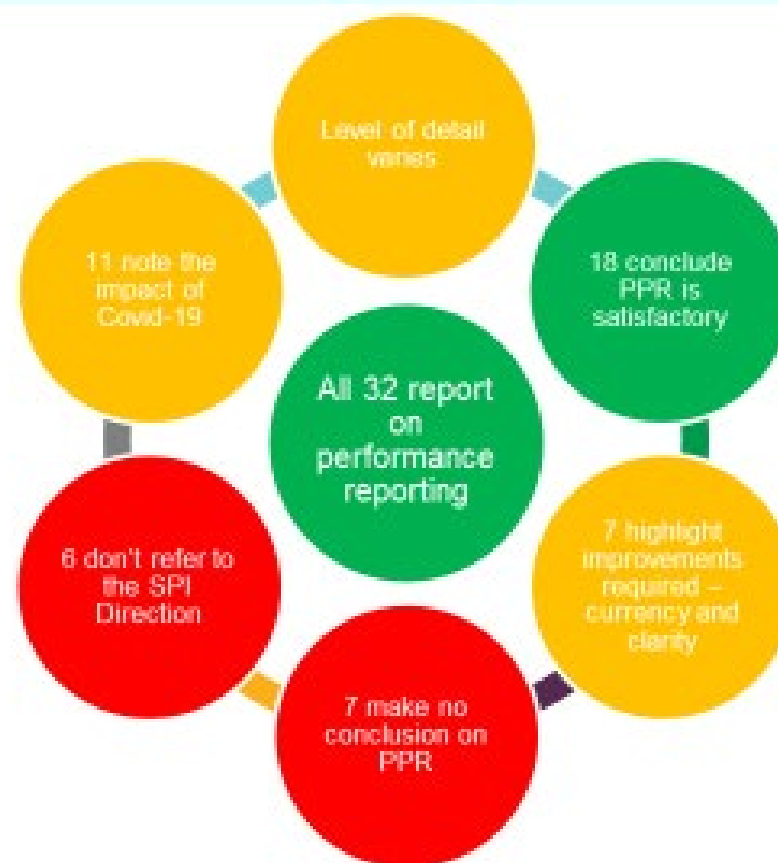 Level of detail
varies
18 conclude
PPR is
satisfactory
7 highlight
improvements
required –
currency and
clarity
7 make no
conclusion on
PPR
6 don't refer to
the SPI
Direction
11 note the
impact of
Covid-19
All 32 report
on
performance
reporting